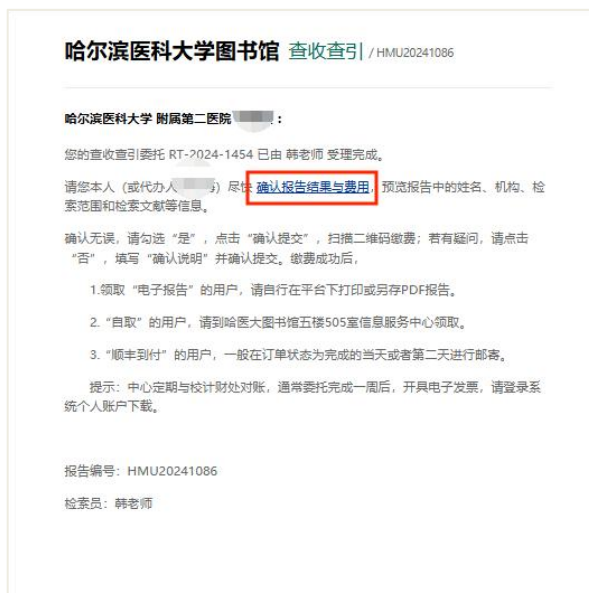 哈尔滨医科大学图书馆 查收查引 / HMU20241086
哈尔滨医科大学 附属第二医院 :
您的查收查引委托 RT-2024-1454 已由 韩老师 受理完成。
请您本人（或代办人 ）尽快 确认报告结果与费用，预览报告中的姓名、机构、检
索范围和检索文献等信息。
确认无误，请勾选“是”，点击“确认提交”，扫描二维码缴费；若有疑问，请点击
“否”，填写“确认说明”并确认提交。缴费成功后，
1.领取“电子报告”的用户，请自行在平台下打印或另存PDF报告。
2.“自取”的用户，请到哈医大图书馆五楼505室信息服务中心领取。
3.“顺丰到付”的用户，一般在订单状态为完成的当天或者第二天进行邮寄。
提示：中心定期与校计财处对账，通常委托完成一周后，开具电子发票，请登录系
统个人账户下载。
报告编号：HMU20241086
检索员：韩老师